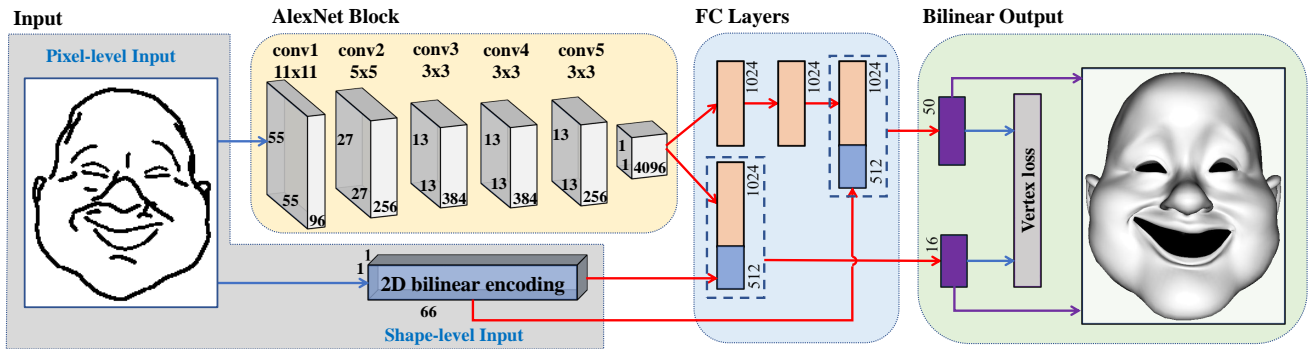 Input
AlexNet Block
FC Layers
Bilinear Output
Pixel-level Input
conv1
11x11
conv2
5x5
conv3
3x3
conv4
3x3
conv5
3x3
55
55
96
27
27
256
13
13
384
13
13
384
13
13
256
1
1
4096
1024
1024
1024
512
1024
512
50
16
Vertex loss
1
1
2D bilinear encoding
66
Shape-level Input